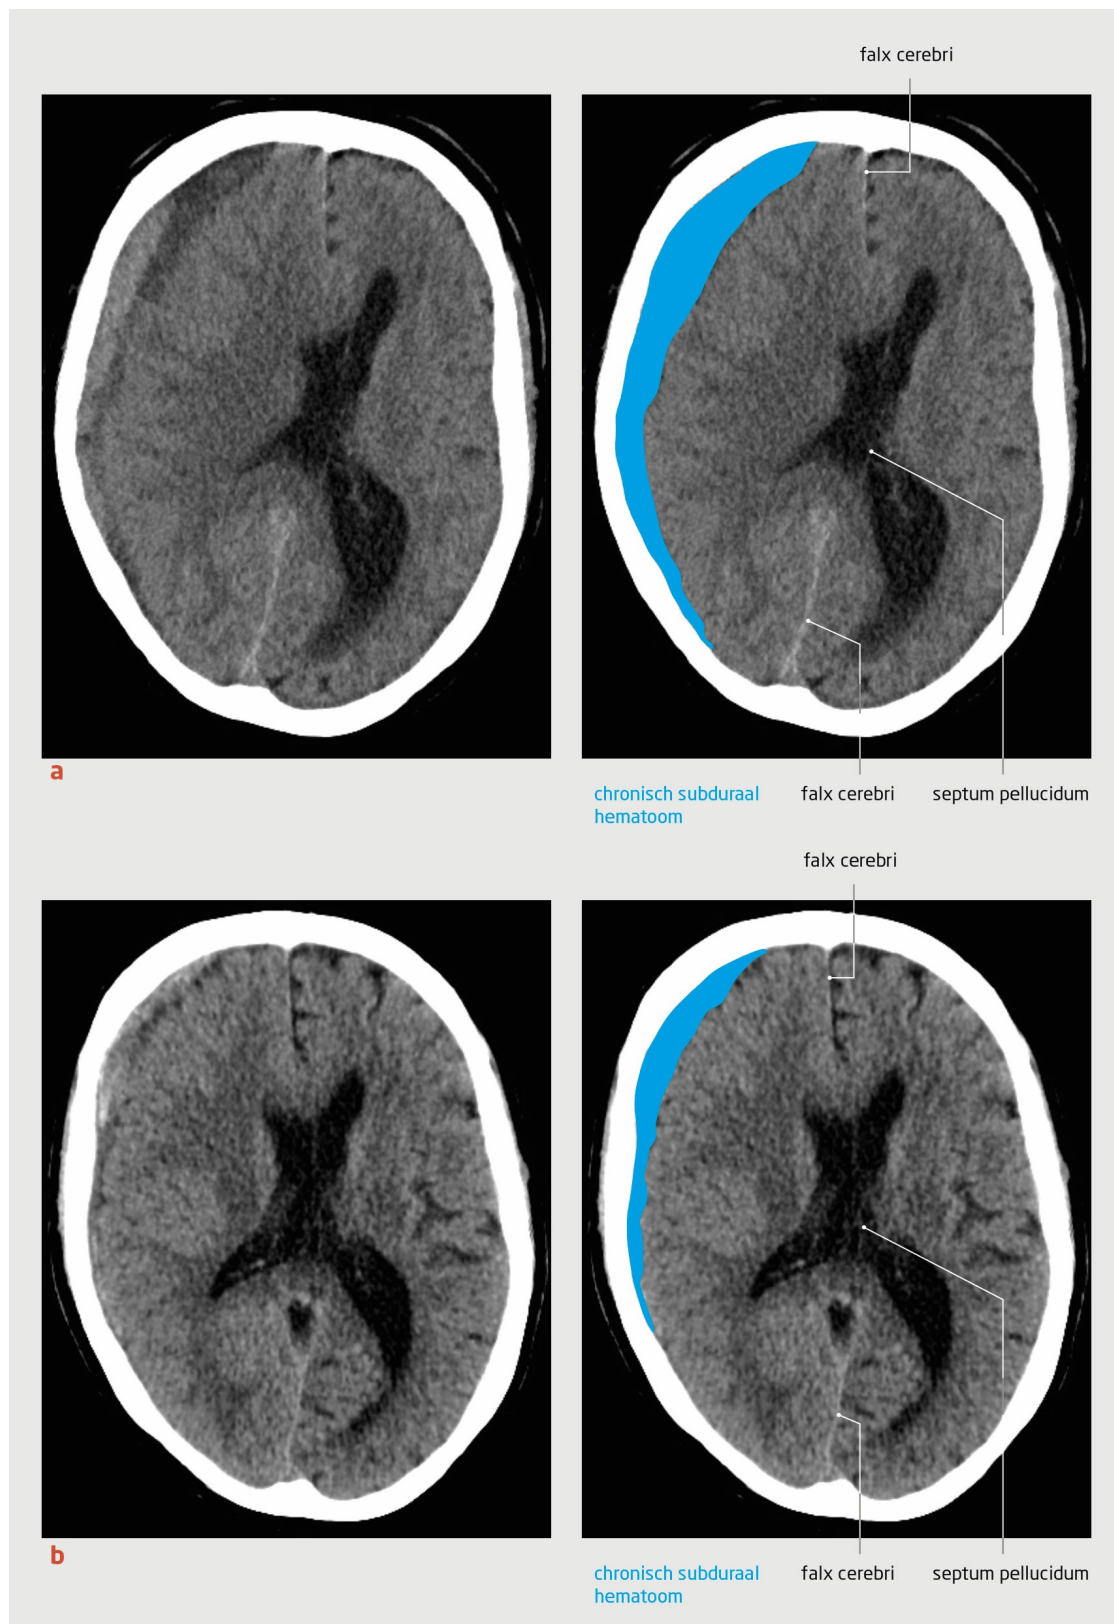 falx cerebri
a
chronisch subduraal
hematoom
falx cerebri
septum pellucidum
falx cerebri
b
chronisch subduraal
hematoom
falx cerebri
septum pellucidum